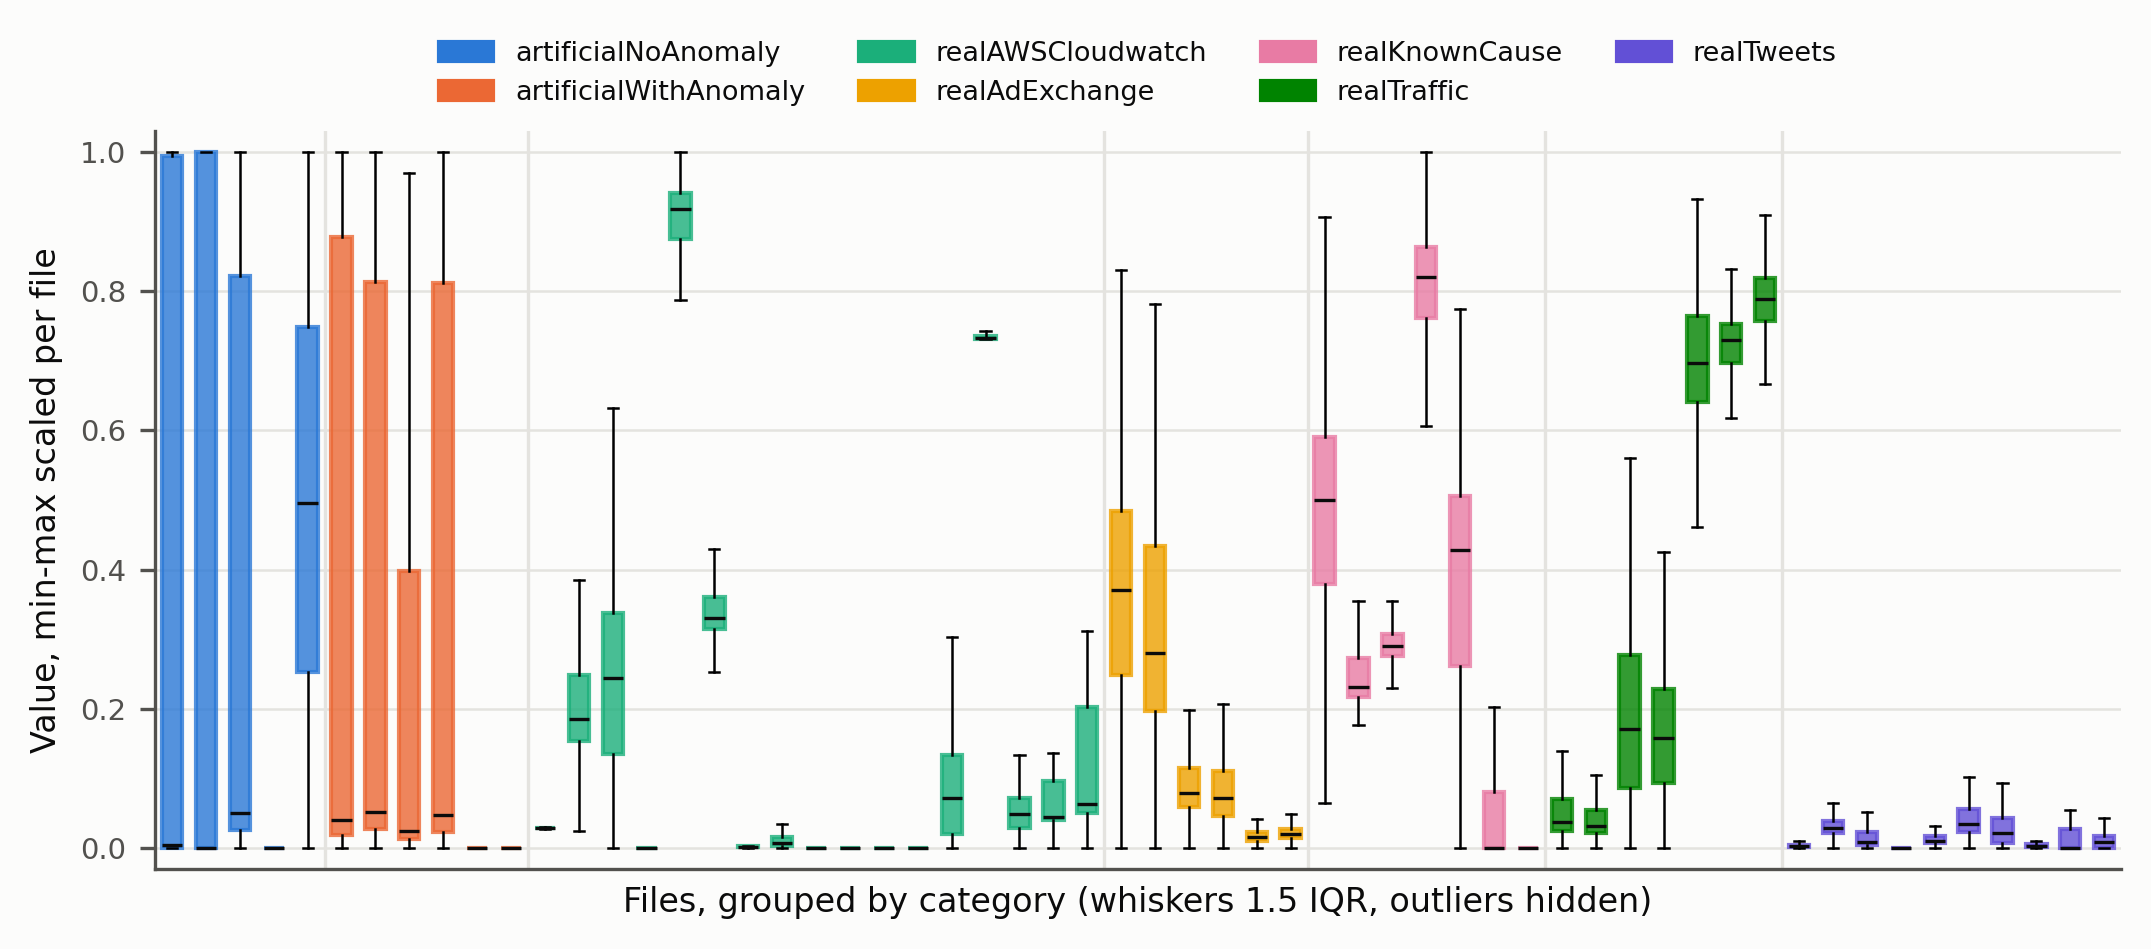 artificialNoAnomaly
artificialWithAnomaly
realAWSCloudwatch
realAdExchange
realKnownCause
realTraffic
realTweets
Value, min-max scaled per file
1.0
0.8
0.6
0.4
0.2
0.0
Files, grouped by category (whiskers 1.5 IQR, outliers hidden)